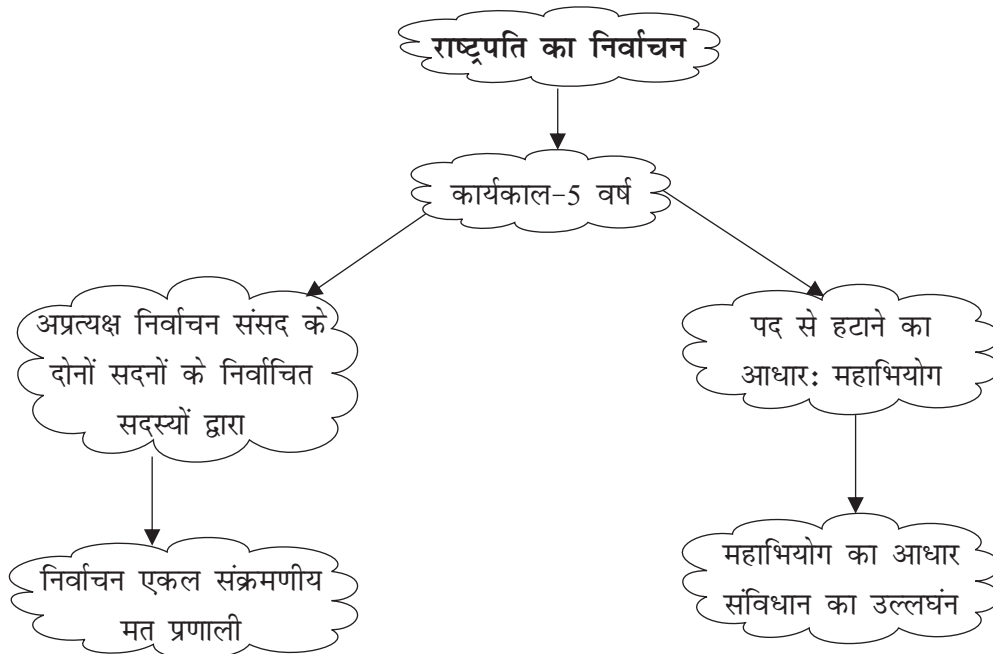 राष्ट्रपति का निर्वाचन
कार्यकाल-5 वर्ष
अप्रत्यक्ष निर्वाचन संसद के
दोनों सदनों के निर्वाचित
सदस्यों द्वारा
पद से हटाने का
आधार: महाभियोग
निर्वाचन एकल संक्रमणीय
मत प्रणाली
महाभियोग का आधार
संविधान का उल्लघंन